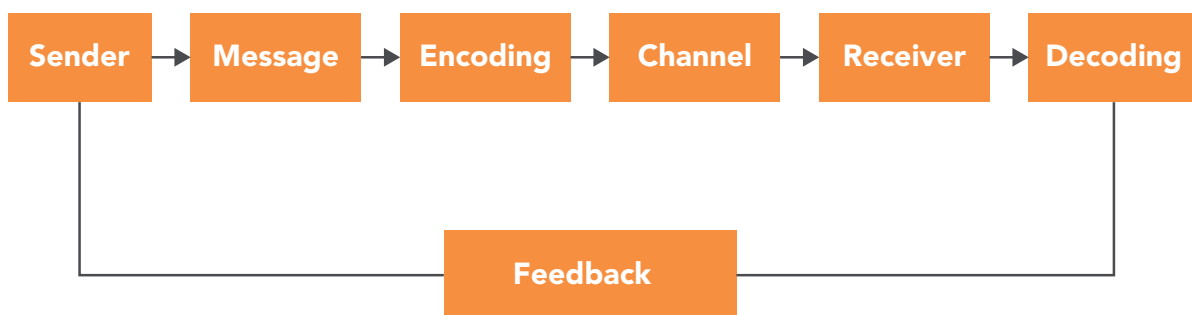 Sender
Message
Encoding
Channel
Receiver
Decoding
Feedback